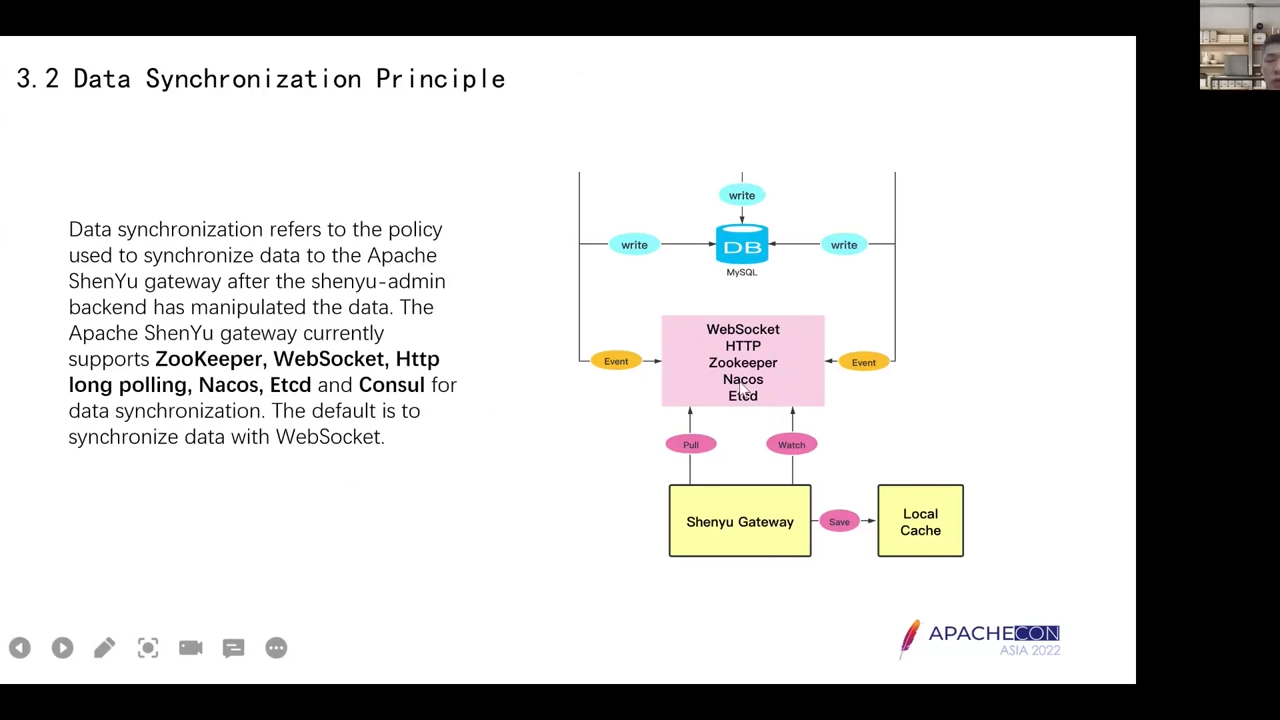 3.2 Data Synchronization Principle
Data synchronization refers to the policy
used to synchronize data to the Apache
ShenYu gateway after the shenyu-admin
backend has manipulated the data. The
Apache ShenYu gateway currently
supports ZooKeeper, WebSocket, Http
long polling, Nacos, Etcd and Consul for
data synchronization. The default is to
synchronize data with WebSocket.
write
write
DB
write
MySQL
WebSocket
HTTP
Zookeeper
Nacos
Etcd
Event
Event
Pull
Watch
Shenyu Gateway
Save
Local
Cache
APACHECON
ASIA 2022